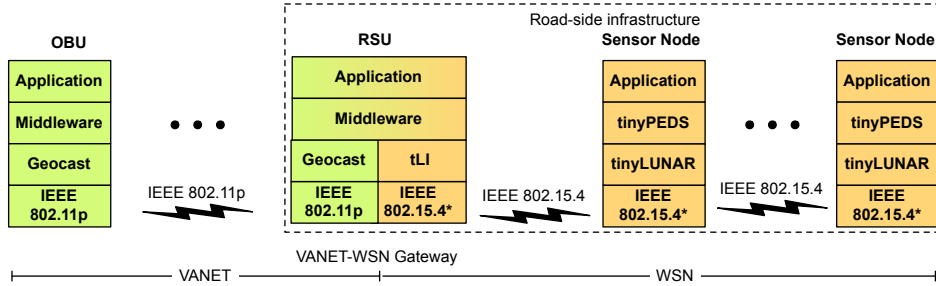 Road-side infrastructure
OBU
RSU
Sensor Node
Sensor Node
Application
Middleware
Geocast
IEEE
802.11p
• • •
IEEE 802.11p
Application
Middleware
Geocast
tLI
IEEE
802.11p
IEEE
802.15.4*
IEEE 802.15.4
Application
tinyPEDS
tinyLUNAR
IEEE
802.15.4*
• • •
IEEE 802.15.4
Application
tinyPEDS
tinyLUNAR
IEEE
802.15.4*
VANET-WSN Gateway
VANET
WSN